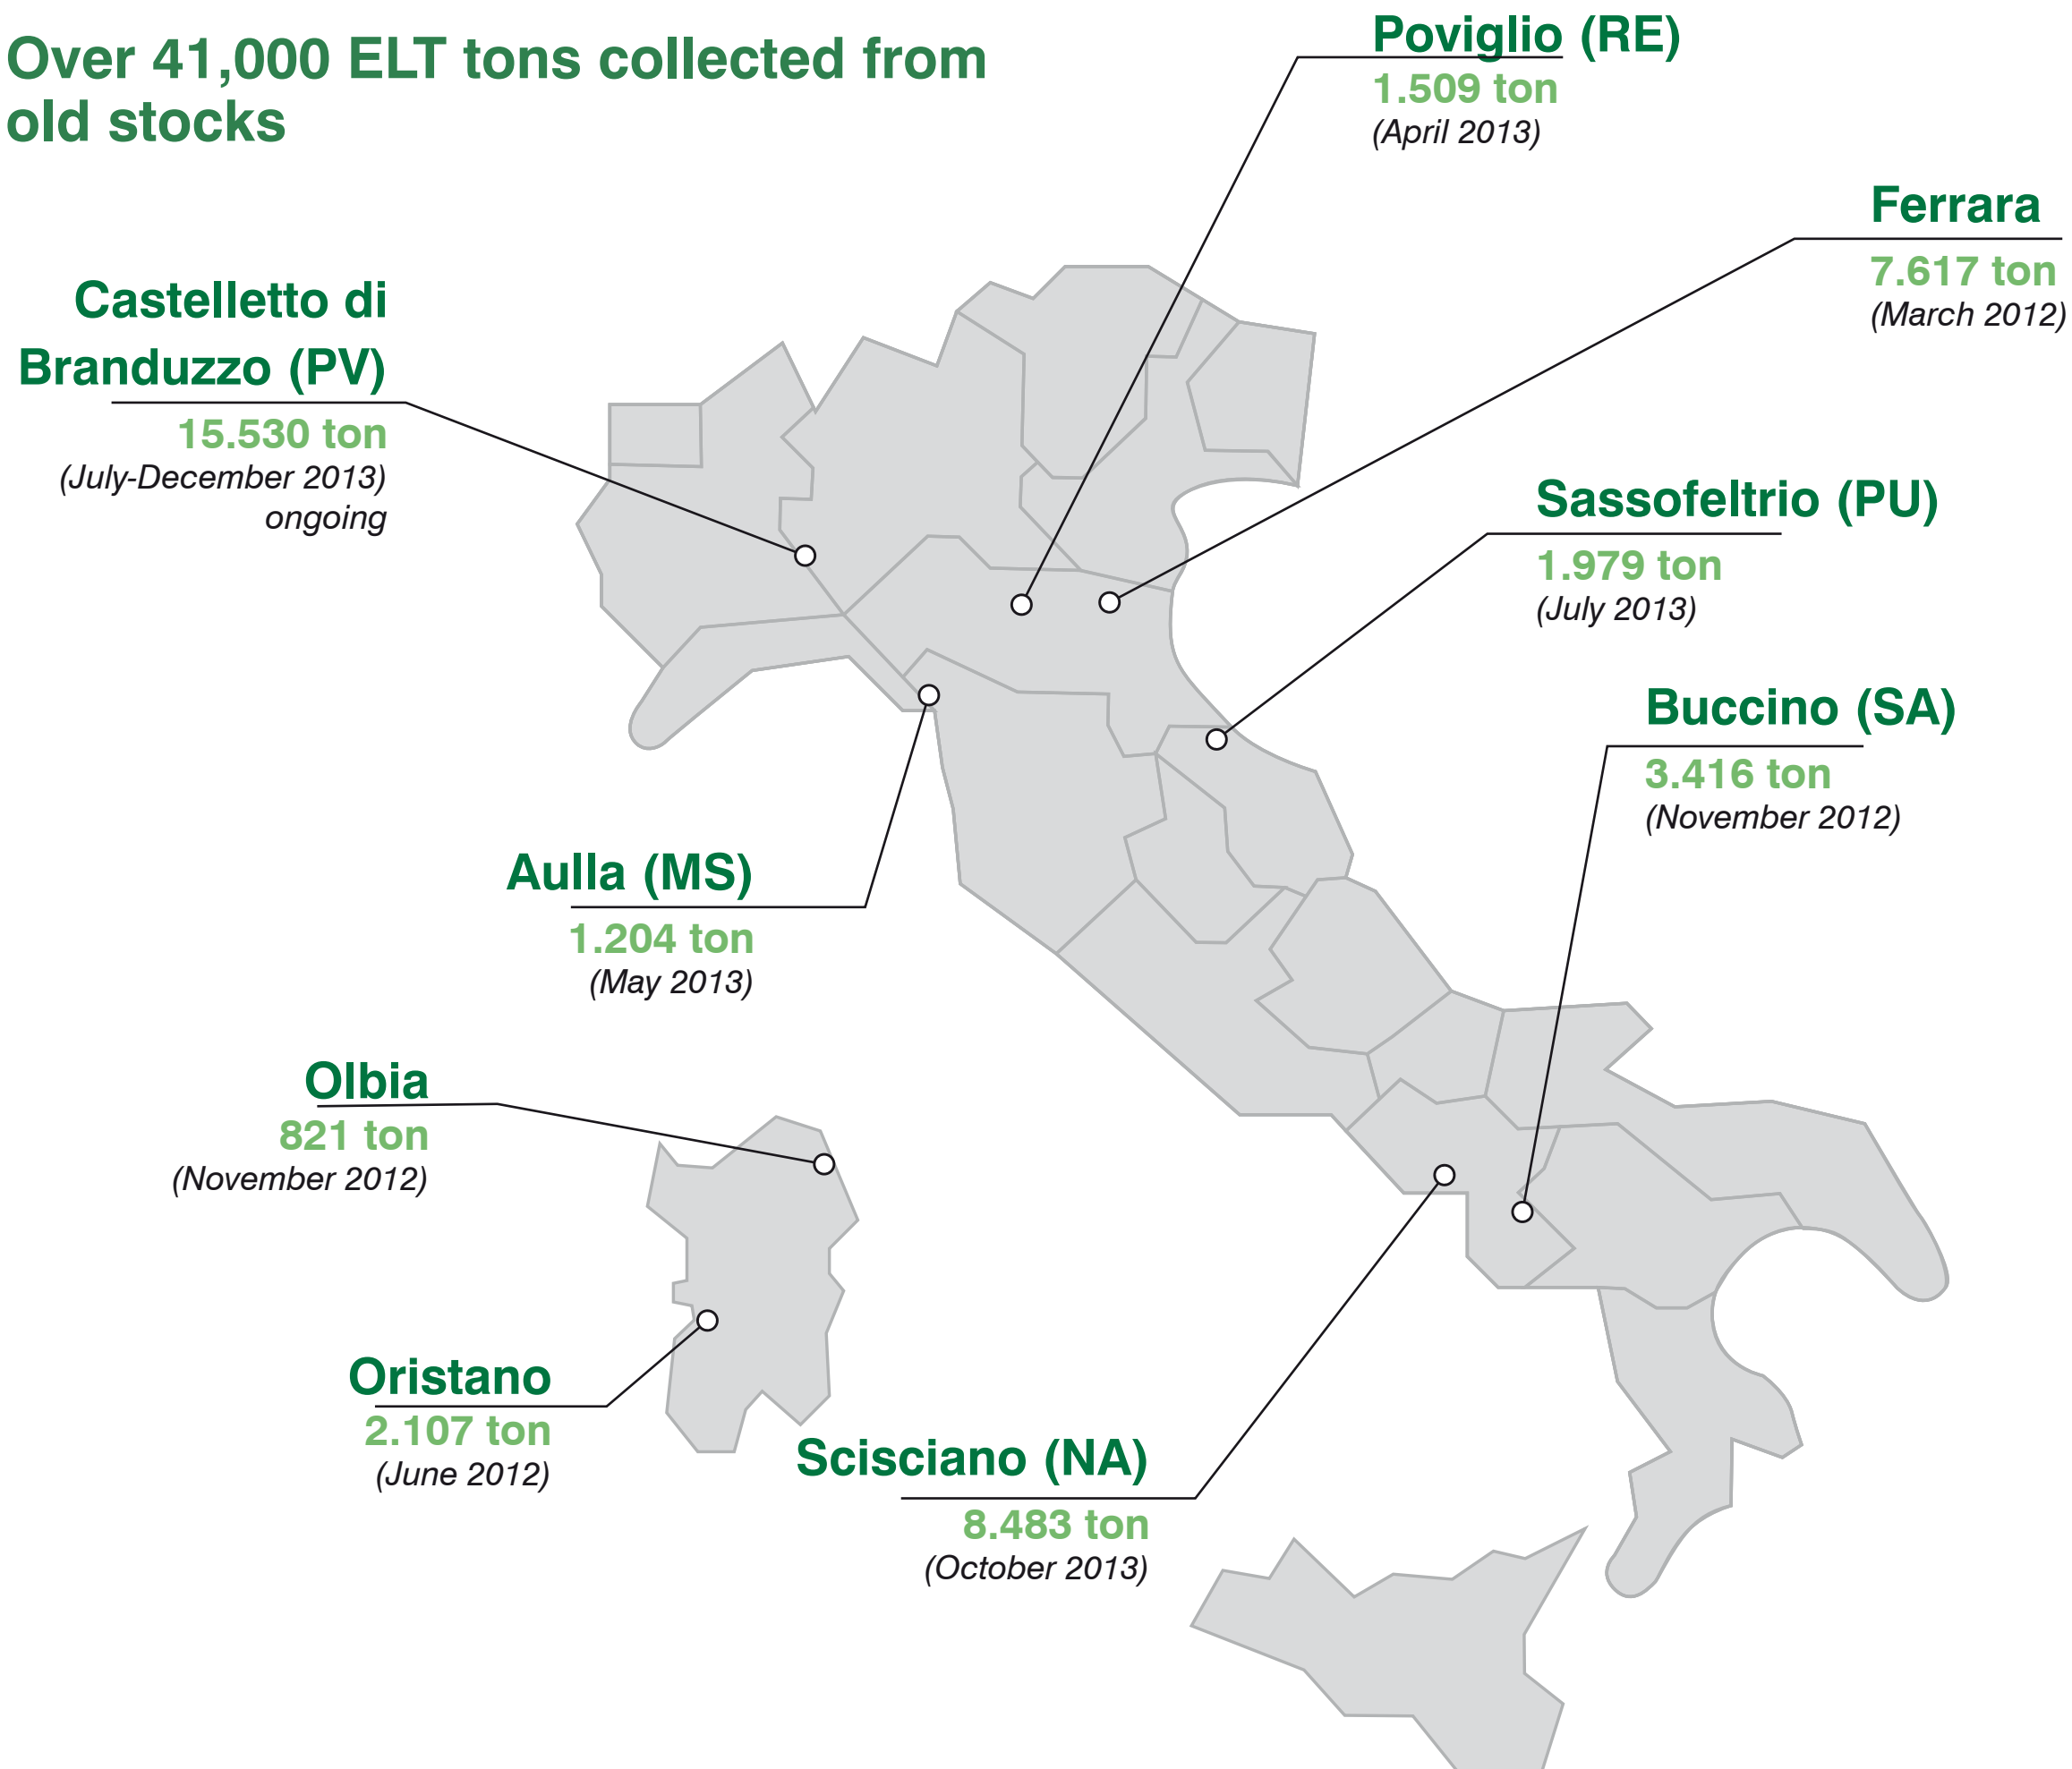 Over 41,000 ELT tons collected from
old stocks
Poviglio (RE)
1.509 ton
(April 2013)
Ferrara
7.617 ton
(March 2012)
Castelletto di
Branduzzo (PV)
15.530 ton
(July-December 2013)
ongoing
Sassofeltrio (PU)
1.979 ton
(July 2013)
Buccino (SA)
3.416 ton
(November 2012)
Aulla (MS)
1.204 ton
(May 2013)
Olbia
821 ton
(November 2012)
Oristano
2.107 ton
(June 2012)
Scisciano (NA)
8.483 ton
(October 2013)